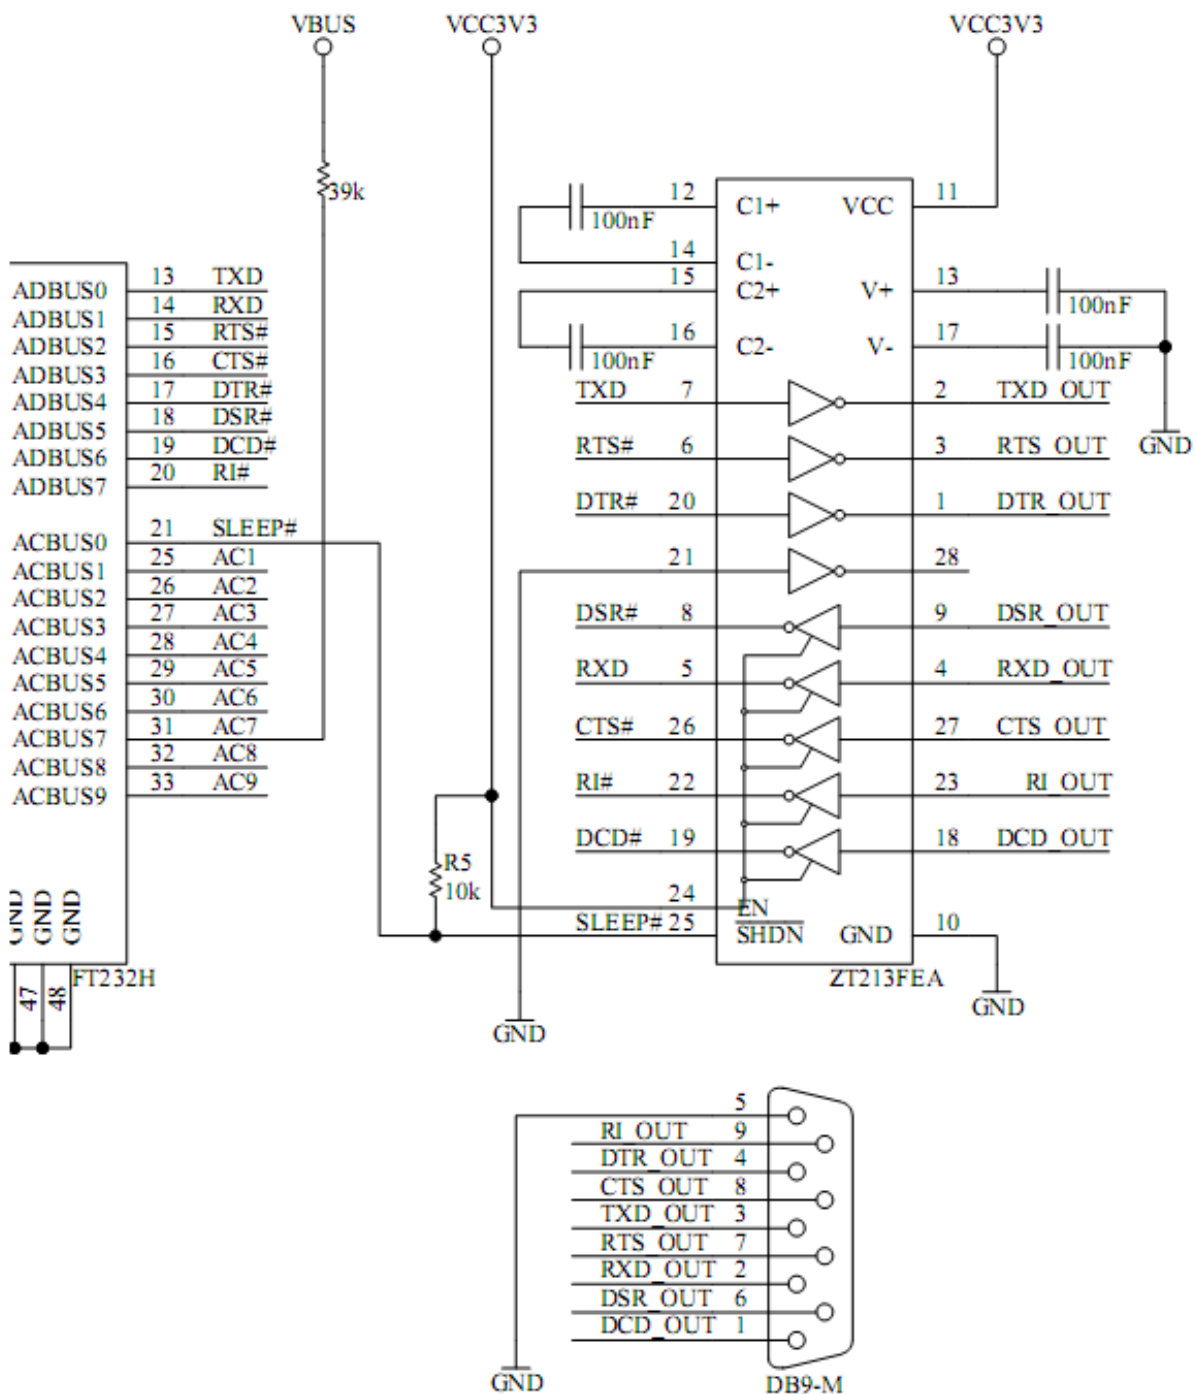 VBUS VCC3V3 VCC3V3
39k
12 C1+ VCC 11
100nF
14 C1-
15 C2+ V+ 13
100nF
16 C2- V- 17
100nF 100nF
GND
ADBUS0 13 TXD
ADBUS1 14 RXD
ADBUS2 15 RTS#
ADBUS3 16 CTS#
ADBUS4 17 DTR#
ADBUS5 18 DSR#
ADBUS6 19 DCD#
ADBUS7 20 RI#
ACBUS0 21 SLEEP#
ACBUS1 25 AC1
ACBUS2 26 AC2
ACBUS3 27 AC3
ACBUS4 28 AC4
ACBUS5 29 AC5
ACBUS6 30 AC6
ACBUS7 31 AC7
ACBUS8 32 AC8
ACBUS9 33 AC9
GND GND GND
47 48
FT232H
TXD 7 2 TXD_OUT
RTS# 6 3 RTS_OUT
DTR# 20 1 DTR_OUT
21 28
DSR# 8 9 DSR_OUT
RXD 5 4 RXD_OUT
CTS# 26 27 CTS_OUT
RI# 22 23 RI_OUT
DCD# 19 18 DCD_OUT
R5
10k
24 EN
SLEEP# 25 SHDN GND 10
ZT213FEA
GND
GND
5
RI_OUT 9
DTR_OUT 4
CTS_OUT 8
TXD_OUT 3
RTS_OUT 7
RXD_OUT 2
DSR_OUT 6
DCD_OUT 1
GND
DB9-M